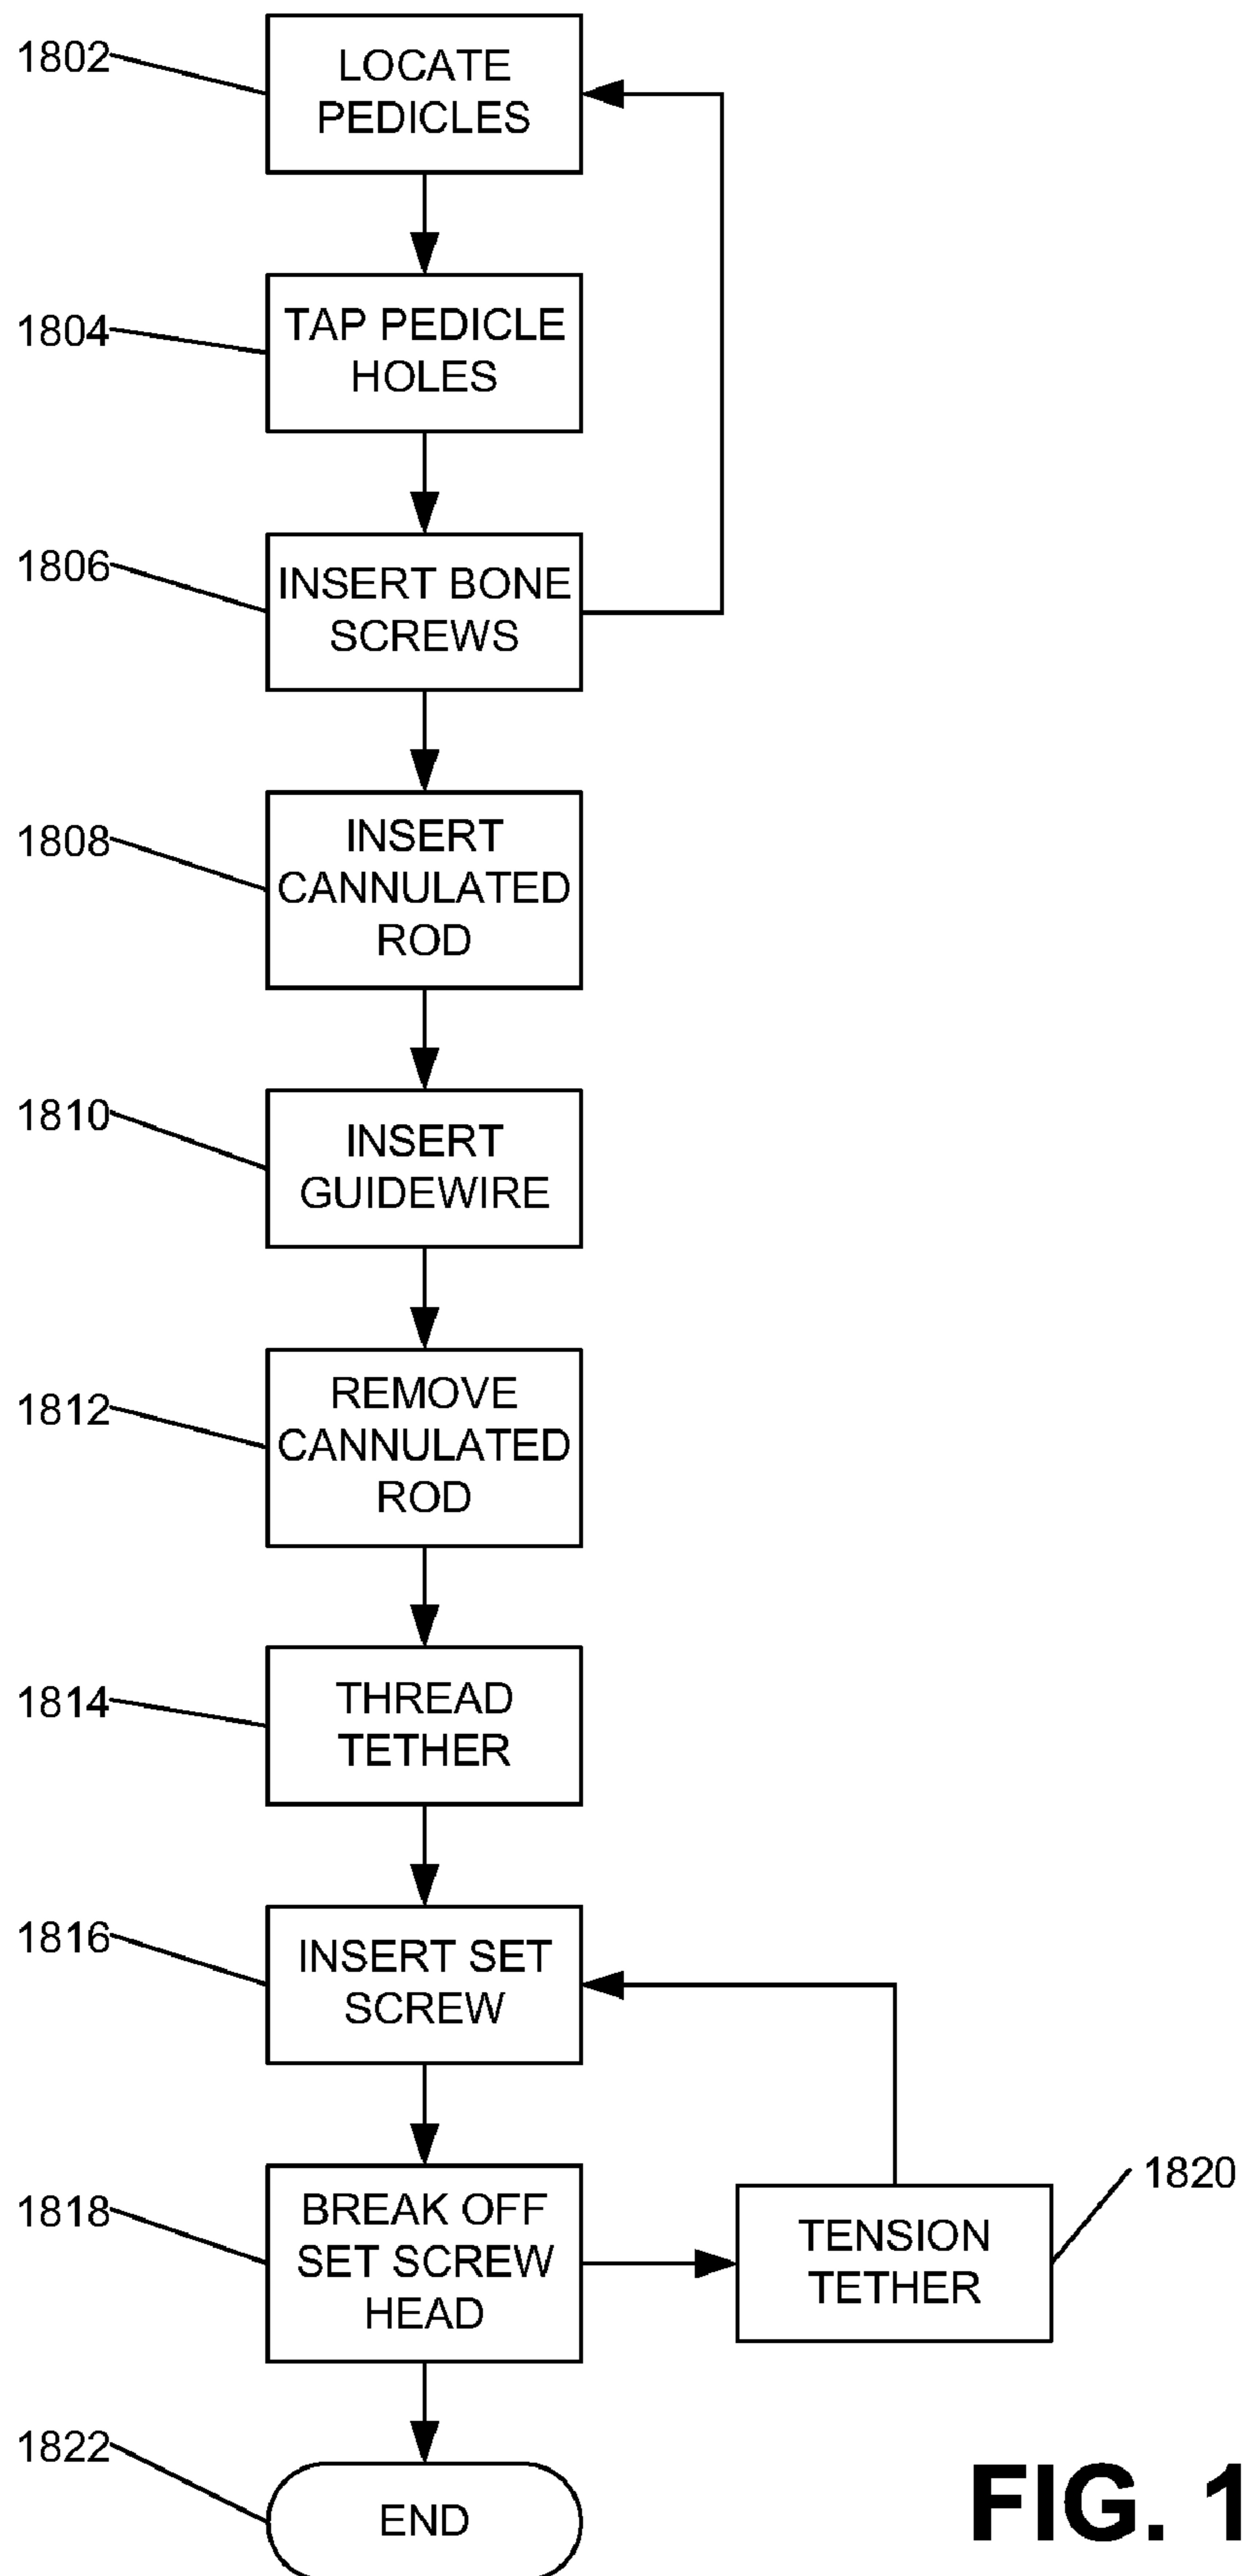 1802
LOCATE
PEDICLES
1804
TAP PEDICLE
HOLES
1806
INSERT BONE
SCREWS
1808
INSERT
CANNULATED
ROD
1810
INSERT
GUIDEWIRE
1812
REMOVE
CANNULATED
ROD
1814
THREAD
TETHER
1816
INSERT SET
SCREW
1818
BREAK OFF
SET SCREW
HEAD
1820
TENSION
TETHER
1822
END
FIG. 1